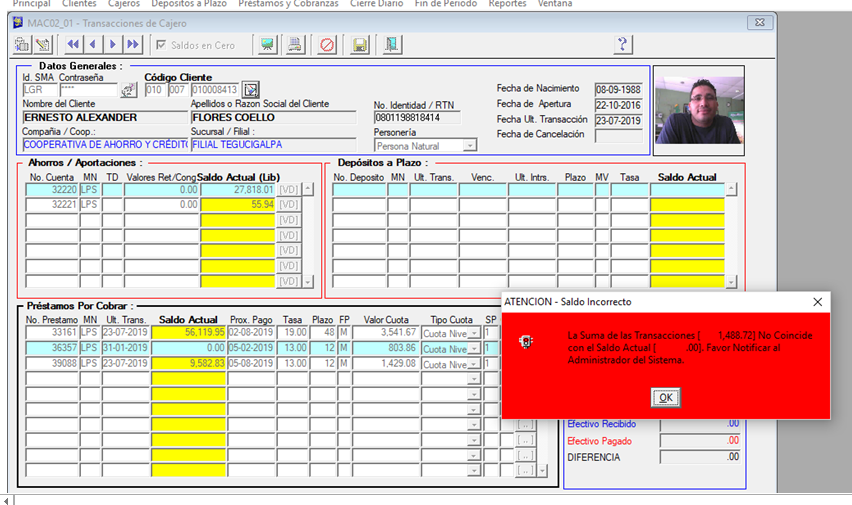 Principal Clientes Cajeros Depositos a Plazo Préstamos y Cobranzas Cierre Diario Fin de Periodo Reportes Ventana
MAC02_01 - Transacciones de Cajero
Saldos en Cero
Datos Generales :
Id. SMA Contraseña Código Cliente
LGR **** 010 007 010008413
Nombre del Cliente Apellidos o Razon Social del Cliente No. Identidad / RTN
ERNESTO ALEXANDER FLORES COELLO 0801198818414
Compañia / Coop.: Sucursal / Filial : Personería
COOPERATIVA DE AHORRO Y CRÉDIT FILIAL TEGUCIGALPA Persona Natural
Fecha de Nacimiento 08-09-1988
Fecha de Apertura 22-10-2016
Fecha Ult. Transacción 23-07-2019
Fecha de Cancelación
Ahorros / Aportaciones :
No. Cuenta MN TD Valores Ret/Cong Saldo Actual (Lib)
32220 LPS 0.00 27,818.01 [VD]
32221 LPS 0.00 55.94 [VD]
[VD]
[VD]
[VD]
[VD]
[VD]
Depósitos a Plazo :
No. Deposito MN Ult. Trans. Venc. Ult. Intrs. Plazo MV Tasa Saldo Actual
Préstamos Por Cobrar :
No. Prestamo MN Ult. Trans. Saldo Actual Prox. Pago Tasa Plazo FP Valor Cuota Tipo Cuota SP
33161 LPS 23-07-2019 56,119.95 02-08-2019 19.00 48 M 3,541.67 Cuota Nive 1
36357 LPS 31-01-2019 0.00 05-02-2019 13.00 12 M 803.86 Cuota Nive 1
39088 LPS 23-07-2019 9,582.83 05-08-2019 13.00 12 M 1,429.08 Cuota Nive 1
[ .. ]
[ .. ]
[ .. ]
[ .. ]
ATENCION - Saldo Incorrecto
La Suma de las Transacciones [ 1,488.72] No Coincide
con el Saldo Actual [ .00]. Favor Notificar al
Administrador del Sistema.
OK
Efectivo Recibido .00
Efectivo Pagado .00
DIFERENCIA .00